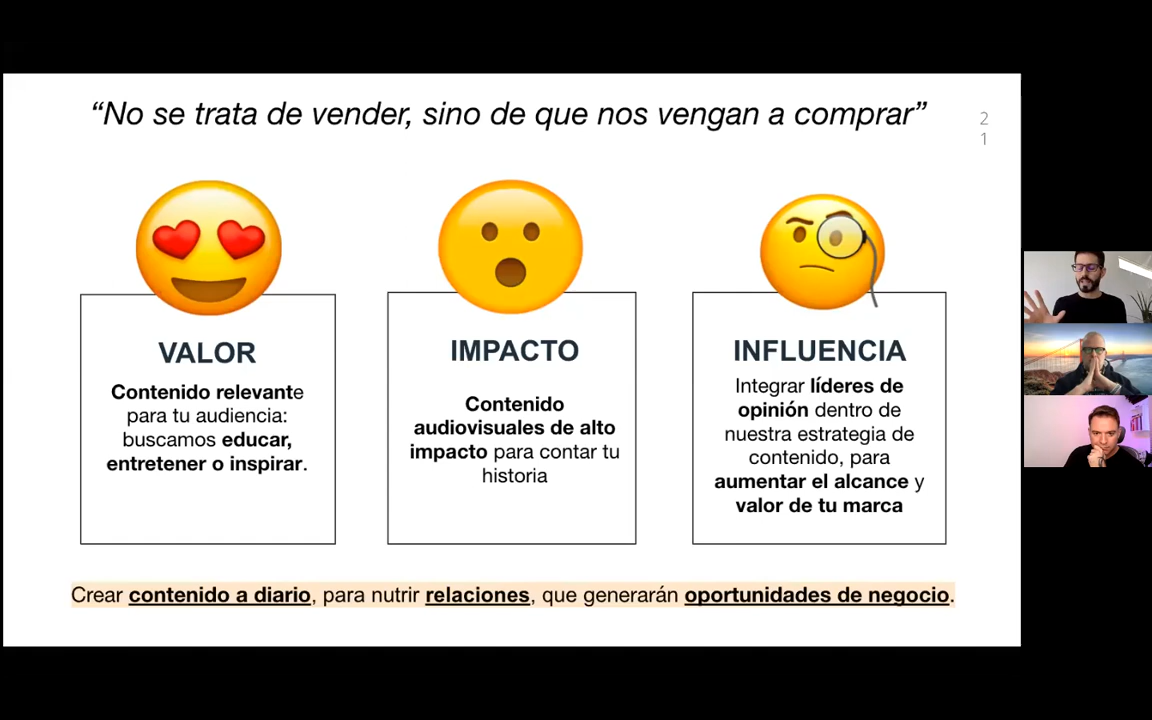 “No se trata de vender, sino de que nos vengan a comprar”
2
1
VALOR
Contenido relevante
para tu audiencia:
buscamos educar,
entretener o inspirar.
IMPACTO
Contenido
audiovisuales de alto
impacto para contar tu
historia
INFLUENCIA
Integrar líderes de
opinión dentro de
nuestra estrategia de
contenido, para
aumentar el alcance y
valor de tu marca
Crear contenido a diario, para nutrir relaciones, que generarán oportunidades de negocio.